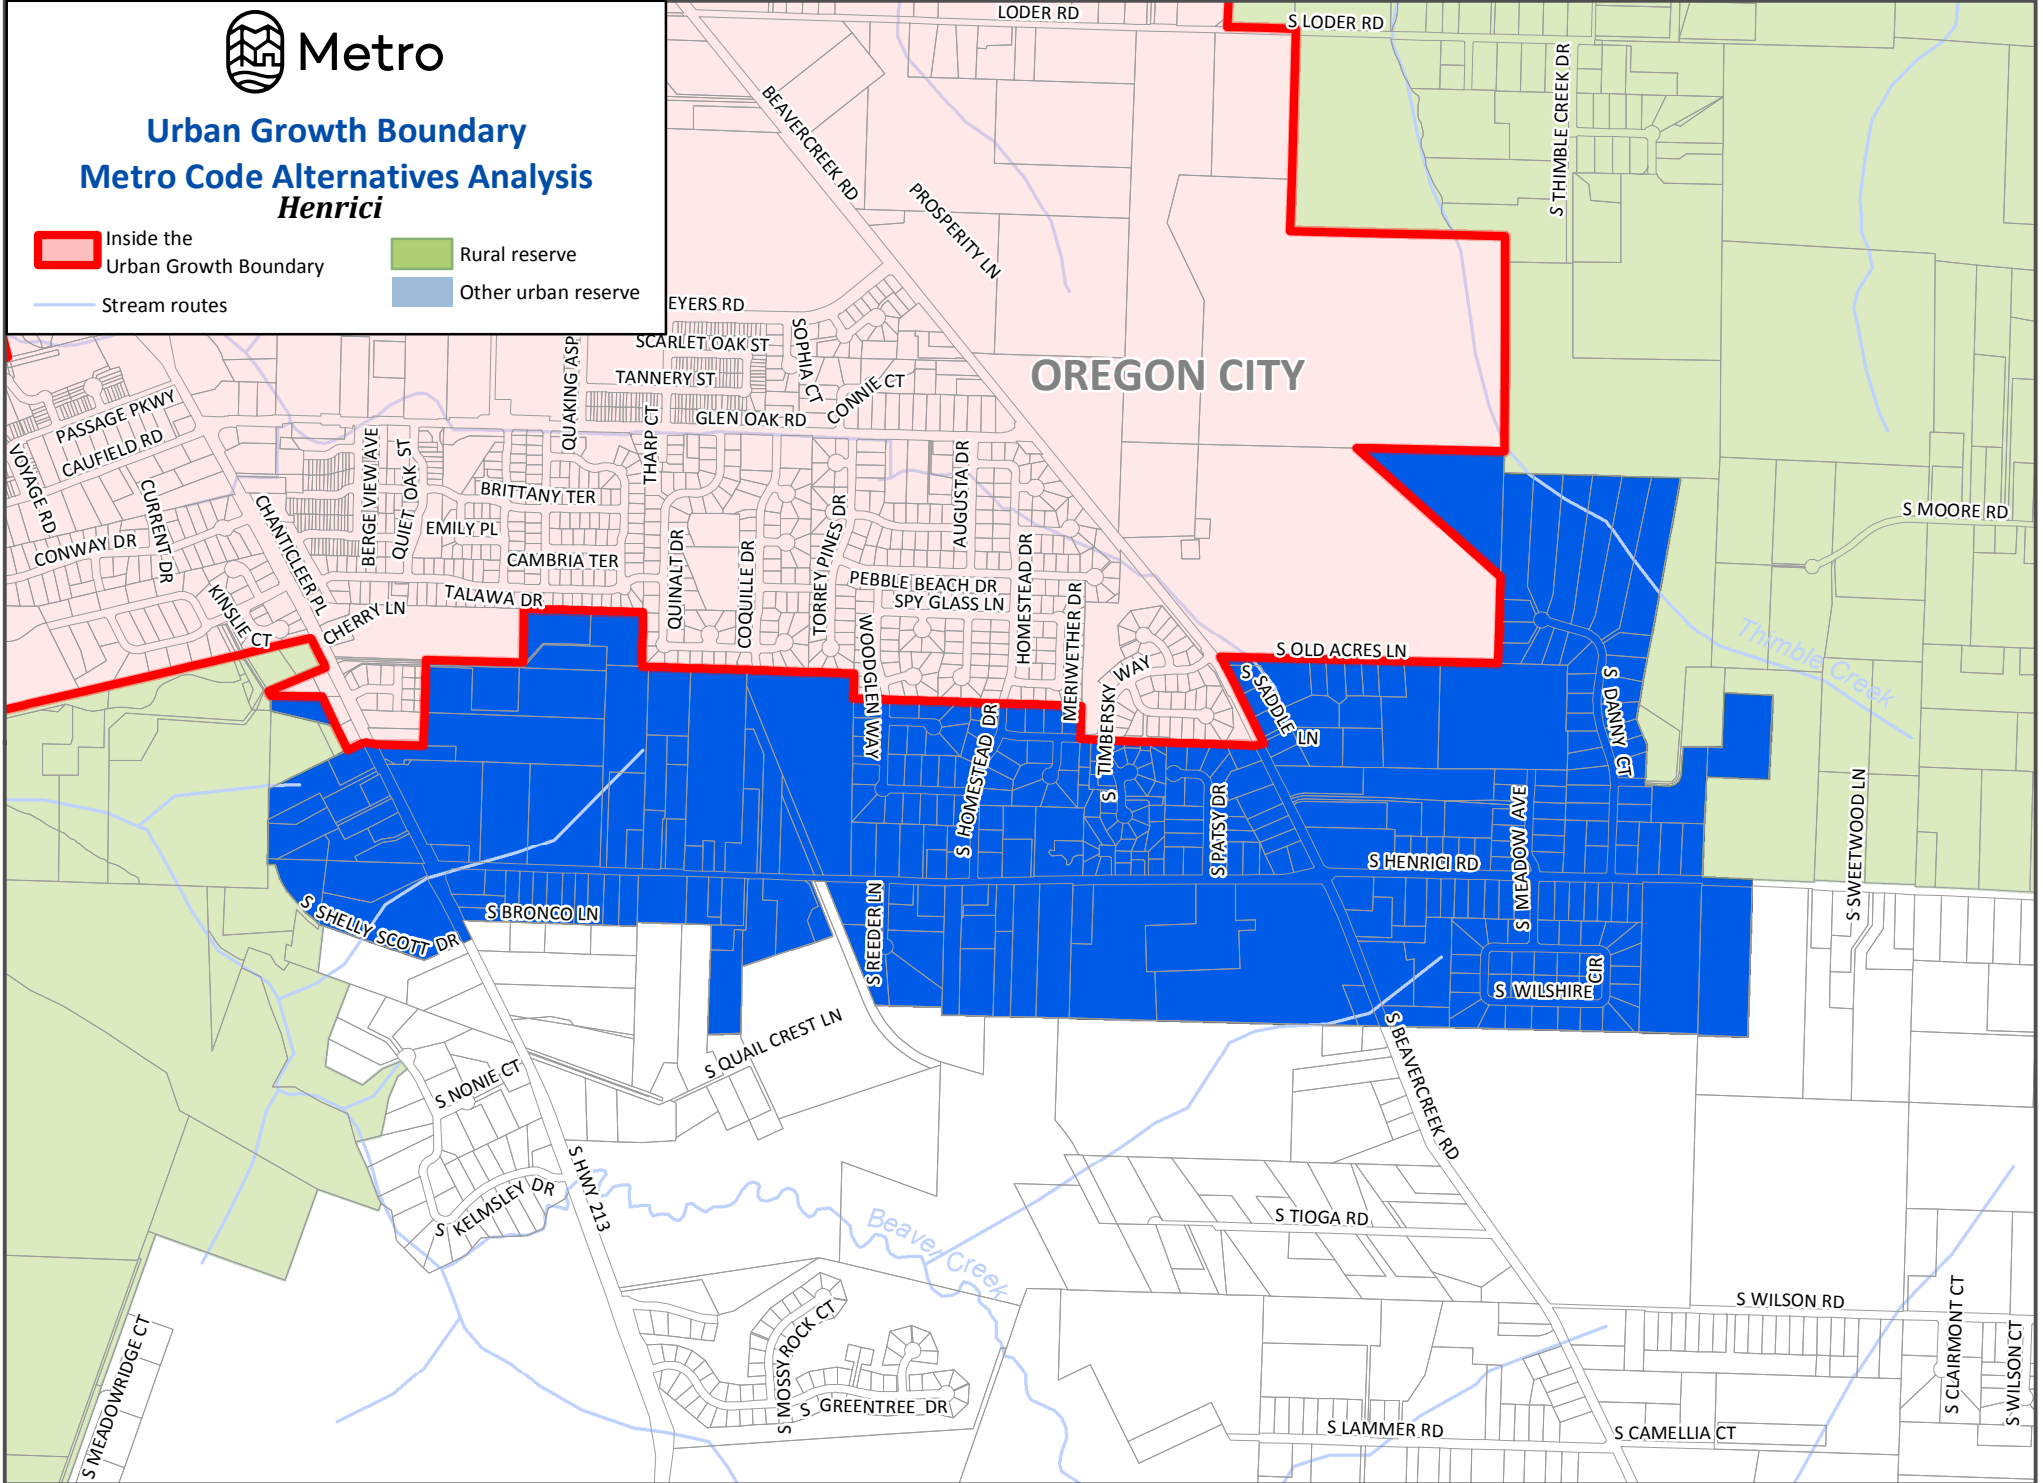 Metro
Urban Growth Boundary
Metro Code Alternatives Analysis
Henrici
Inside the
Urban Growth Boundary
Stream routes
Rural reserve
Other urban reserve
LODER RD
S LODER RD
S THIMBLE CREEK DR
BEAVERCREEK RD
PROSPERITY LN
EYERS RD
SCARLET OAK ST
SOPHIA CT
QUAKING ASP
TANNERY ST
CONNIE CT
OREGON CITY
GLEN OAK RD
THARP CT
PASSAGE PKWY
CAUFIELD RD
VOYAGE RD
CURRENT DR
CONWAY DR
CHANTICLEER PL
BERGE VIEW AVE
QUIET OAK ST
BRITTANY TER
EMILY PL
CAMBRIA TER
TALAWA DR
CHERRY LN
KINSLIE CT
QUINALT DR
COQUILLE DR
TORREY PINES DR
AUGUSTA DR
PEBBLE BEACH DR
SPY GLASS LN
HOMESTEAD DR
MERIWETHER DR
WOODGLEN WAY
S TIMBERSKY WAY
S OLD ACRES LN
S SADDLE LN
S MOORE RD
Thimble Creek
S DANNY CT
S HOMESTEAD DR
S PATSY DR
S MEADOW AVE
S HENRICI RD
S SWEETWOOD LN
S SHELLY SCOTT DR
S BRONCO LN
S REEDER LN
S WILSHIRE CIR
S QUAIL CREST LN
S NONIE CT
S BEAVERCREEK RD
S KELMSLEY DR
S HWY 213
Beaver Creek
S TIOGA RD
S WILSON RD
S MEADOWRIDGE CT
S MOSSY ROCK CT
S GREENTREE DR
S LAMMER RD
S CAMELLIA CT
S CLAIRMONT CT
S WILSON CT